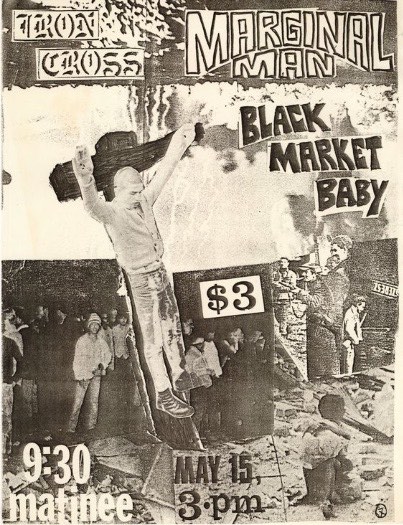 IRON
CROSS
MARGINAL
MAN
BLACK
MARKET
BABY
$3
9:30
matinee
MAY 15,
3·pm